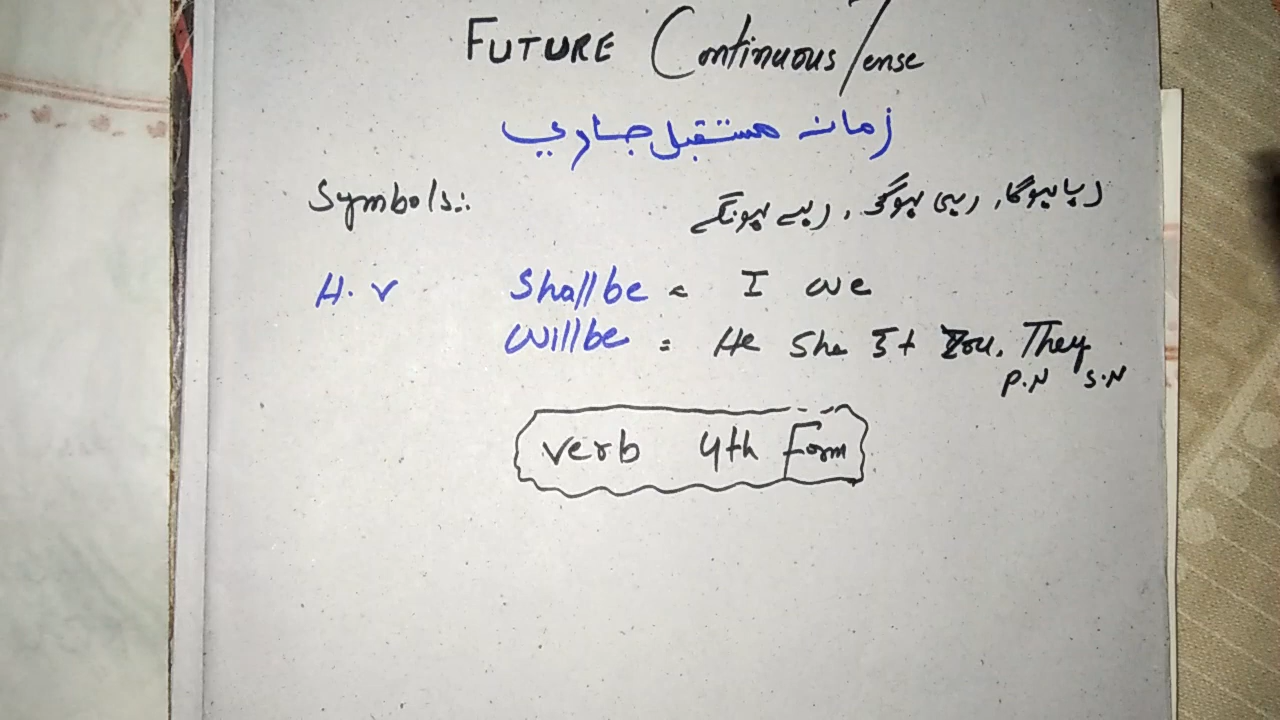 FUTURE Continuous Tense
زمانہ مستقبل جاری
Symbols:. رہا ہوگا، رہی ہوگی، رہے ہونگے
H.V Shall be = I we
Will be = He She It You, They
P.N S.N
verb 4th Form